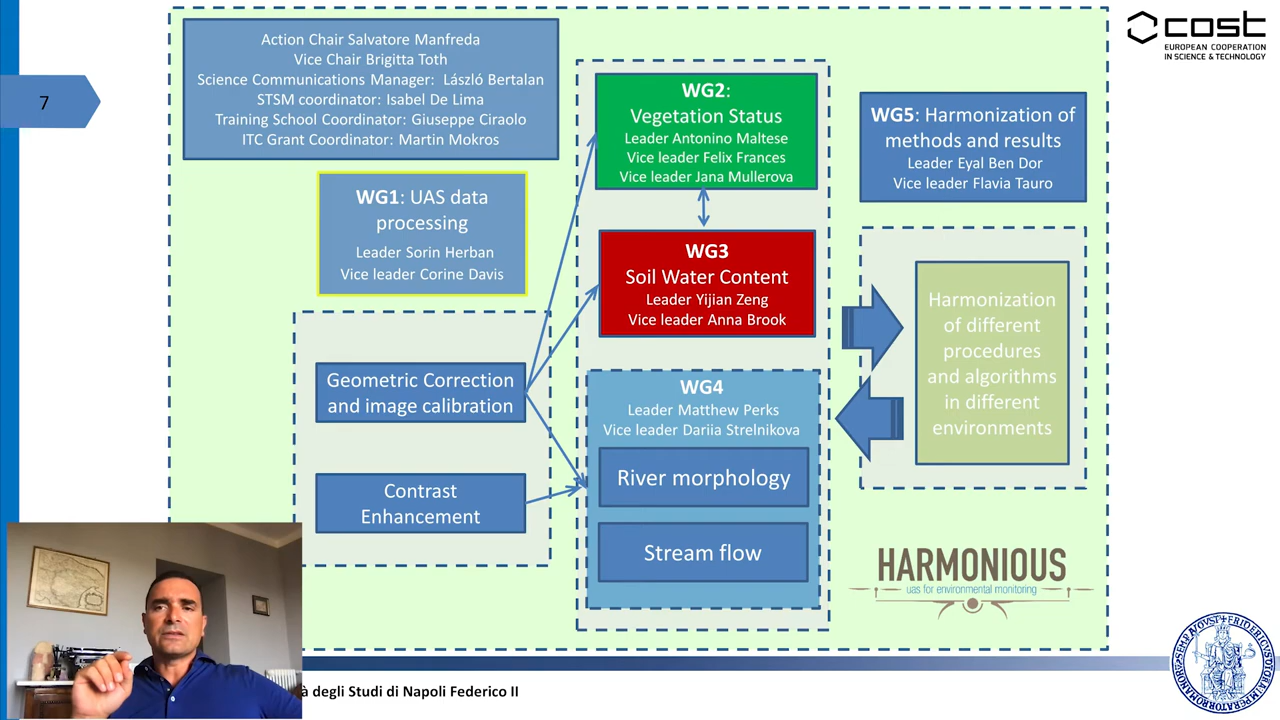 7
Action Chair Salvatore Manfreda
Vice Chair Brigitta Toth
Science Communications Manager: László Bertalan
STSM coordinator: Isabel De Lima
Training School Coordinator: Giuseppe Ciraolo
ITC Grant Coordinator: Martin Mokros
WG1: UAS data
processing
Leader Sorin Herban
Vice leader Corine Davis
Geometric Correction
and image calibration
Contrast
Enhancement
WG2:
Vegetation Status
Leader Antonino Maltese
Vice leader Felix Frances
Vice leader Jana Mullerova
WG3
Soil Water Content
Leader Yijian Zeng
Vice leader Anna Brook
WG4
Leader Matthew Perks
Vice leader Dariia Strelnikova
River morphology
Stream flow
cost
EUROPEAN COOPERATION
IN SCIENCE & TECHNOLOGY
WG5: Harmonization of
methods and results
Leader Eyal Ben Dor
Vice leader Flavia Tauro
Harmonization
of different
procedures
and algorithms
in different
environments
HARMONIOUS
uas for environmental monitoring
à degli Studi di Napoli Federico II